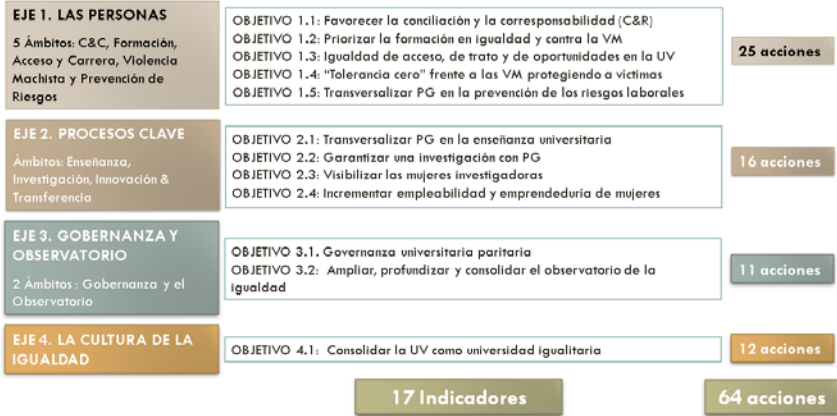 EJE 1. LAS PERSONAS
5 Ámbitos: C&C, Formación,
Acceso y Carrera, Violencia
Machista y Prevención de
Riesgos
OBJETIVO 1.1: Favorecer la conciliación y la corresponsabilidad (C&R)
OBJETIVO 1.2: Priorizar la formación en igualdad y contra la VM
OBJETIVO 1.3: Igualdad de acceso, de trato y de oportunidades en la UV
OBJETIVO 1.4: "Tolerancia cero" frente a las VM protegiendo a víctimas
OBJETIVO 1.5: Transversalizar PG en la prevención de los riesgos laborales
25 acciones
EJE 2. PROCESOS CLAVE
Ámbitos: Enseñanza,
Investigación, Innovación &
Transferencia
OBJETIVO 2.1: Transversalizar PG en la enseñanza universitaria
OBJETIVO 2.2: Garantizar una investigación con PG
OBJETIVO 2.3: Visibilizar las mujeres investigadoras
OBJETIVO 2.4: Incrementar empleabilidad y emprendeduría de mujeres
16 acciones
EJE 3. GOBERNANZA Y
OBSERVATORIO
2 Ámbitos : Gobernanza y el
Observatorio
OBJETIVO 3.1. Governanza universitaria paritaria
OBJETIVO 3.2: Ampliar, profundizar y consolidar el observatorio de la
igualdad
11 acciones
EJE 4. LA CULTURA DE LA
IGUALDAD
OBJETIVO 4.1: Consolidar la UV como universidad igualitaria
12 acciones
17 Indicadores
64 acciones